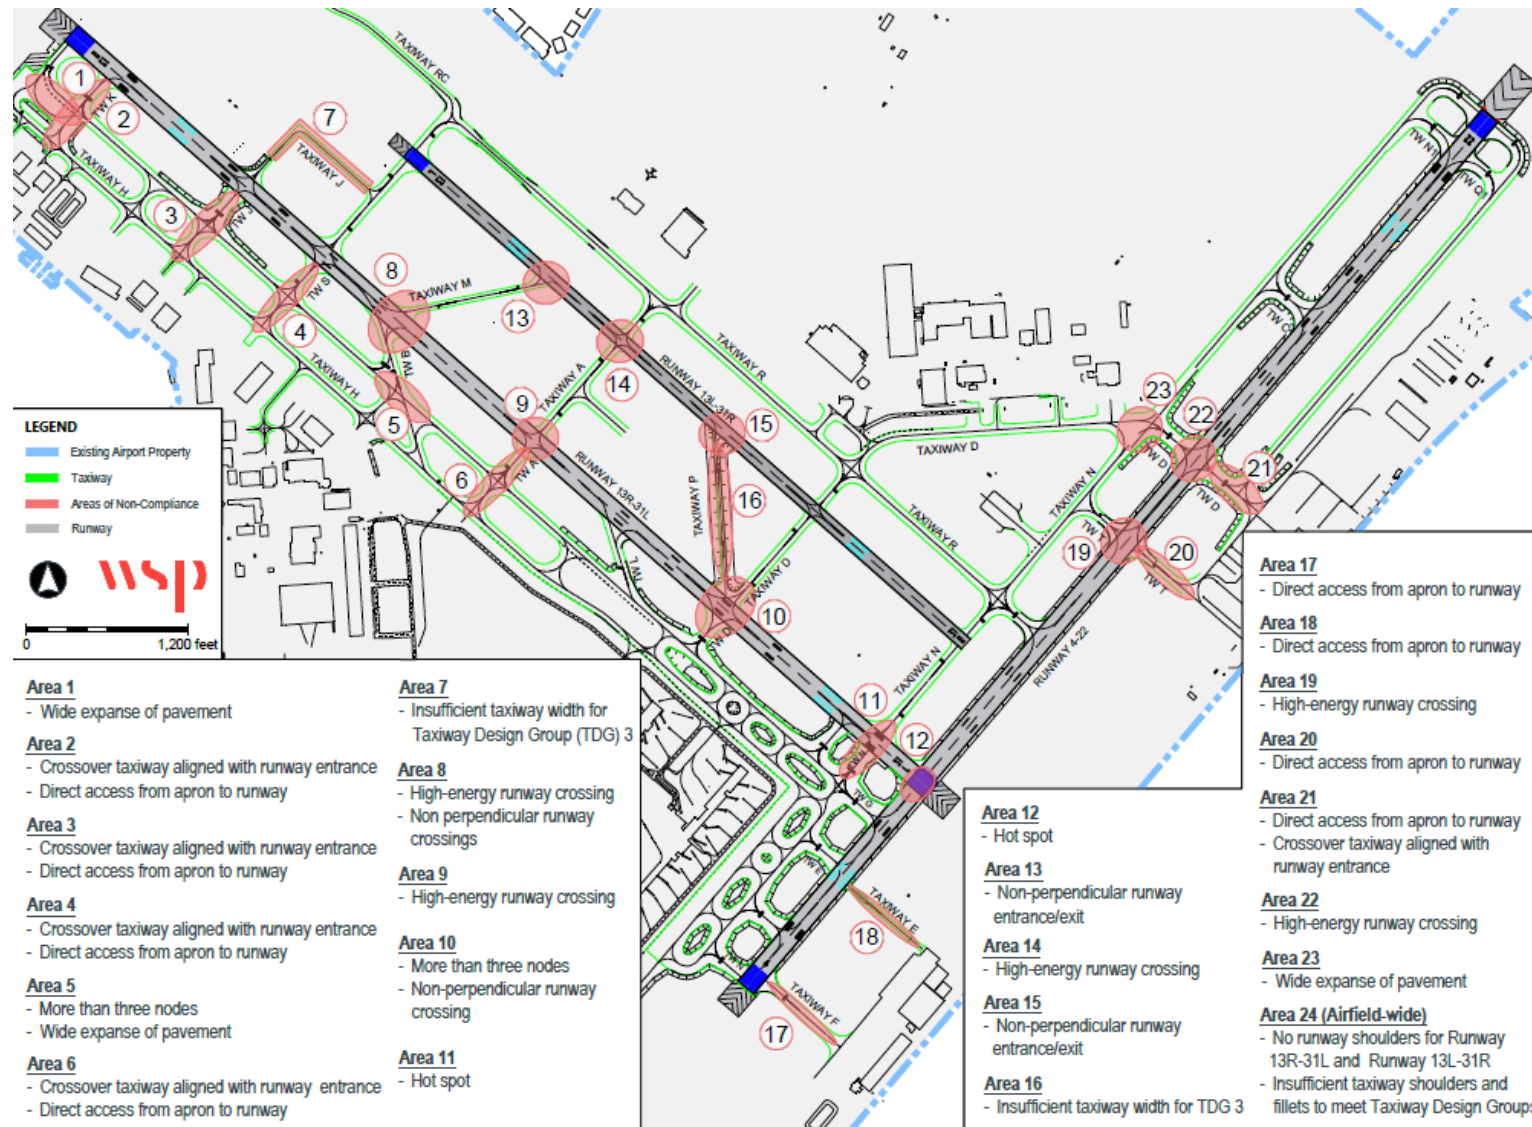 TAXIWAY RC
1
2
TW K
TAXIWAY H
7
TAXIWAY J
3
TW J
8
TAXIWAY M
13
TW S
4
TW B
TAXIWAY H
5
14
TAXIWAY A
9
RUNWAY 13L-31R
TAXIWAY R
15
6
TW A
RUNWAY 13R-31L
TAXIWAY P
16
TAXIWAY D
TAXIWAY R
TAXIWAY N
23
22
TW D
21
TW D
19
TW T
20
TW T
TW N1
TW Q
TW C
TW L
TAXIWAY D
10
TW D
RUNWAY 4-22
TAXIWAY N
11
12
TW N
TW G
TW E
TAXIWAY E
18
TAXIWAY F
17
LEGEND
Existing Airport Property
Taxiway
Areas of Non-Compliance
Runway
wsp
0 1,200 feet
Area 1
- Wide expanse of pavement
Area 2
- Crossover taxiway aligned with runway entrance
- Direct access from apron to runway
Area 3
- Crossover taxiway aligned with runway entrance
- Direct access from apron to runway
Area 4
- Crossover taxiway aligned with runway entrance
- Direct access from apron to runway
Area 5
- More than three nodes
- Wide expanse of pavement
Area 6
- Crossover taxiway aligned with runway entrance
- Direct access from apron to runway
Area 7
- Insufficient taxiway width for
Taxiway Design Group (TDG) 3
Area 8
- High-energy runway crossing
- Non perpendicular runway
crossings
Area 9
- High-energy runway crossing
Area 10
- More than three nodes
- Non-perpendicular runway
crossing
Area 11
- Hot spot
Area 12
- Hot spot
Area 13
- Non-perpendicular runway
entrance/exit
Area 14
- High-energy runway crossing
Area 15
- Non-perpendicular runway
entrance/exit
Area 16
- Insufficient taxiway width for TDG 3
Area 17
- Direct access from apron to runway
Area 18
- Direct access from apron to runway
Area 19
- High-energy runway crossing
Area 20
- Direct access from apron to runway
Area 21
- Direct access from apron to runway
- Crossover taxiway aligned with
runway entrance
Area 22
- High-energy runway crossing
Area 23
- Wide expanse of pavement
Area 24 (Airfield-wide)
- No runway shoulders for Runway
13R-31L and Runway 13L-31R
- Insufficient taxiway shoulders and
fillets to meet Taxiway Design Groups